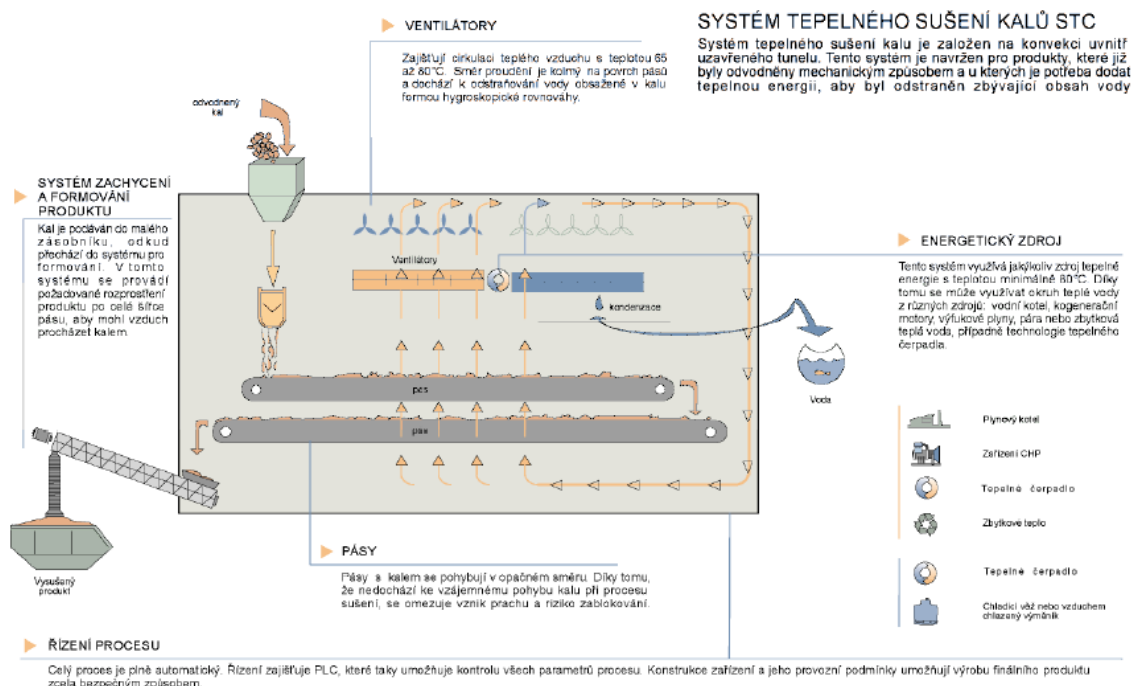 SYSTÉM TEPELNÉHO SUŠENÍ KALŮ STC
Systém tepelného sušení kalu je založen na konvekci uvnitř
uzavřeného tunelu. Tento systém je navržen pro produkty, které již
byly odvodněny mechanickým způsobem a u kterých je potřeba dodat
tepelnou energii, aby byl odstraněn zbývající obsah vody
VENTILÁTORY
Zajišťují cirkulaci teplého vzduchu s teplotou 65
až 80°C. Směr proudění je kolmý na povrch pásů
a dochází k odstraňování vody obsažené v kalu
formou hygroskopické rovnováhy.
odvodnený
kal
SYSTÉM ZACHYCENÍ
A FORMOVÁNÍ
PRODUKTU
Kal je podáván do malého
zásobníku, odkud
přechází do systému pro
formování. V tomto
systému se provádí
požadované rozprostření
produktu po celé šířce
pásu, aby mohl vzduch
procházet kalem.
Ventilátory
kondenzace
pás
pás
Voda
ENERGETICKÝ ZDROJ
Tento systém využívá jakýkoliv zdroj tepelné
energie s teplotou minimálně 80°C. Díky
tomu se může využívat okruh teplé vody
z různých zdrojů: vodní kotel, kogenerační
motory, výfukové plyny, pára nebo zbytková
teplá voda, případně technologie tepelného
čerpadla.
Plynový kotel
Zařízení CHP
Tepelné čerpadlo
Zbytkové teplo
Tepelné čerpadlo
Chladicí věž nebo vzduchem
chlazaný výměník
Vysušený
produkt
PÁSY
Pásy s kalem se pohybují v opačném směru. Díky tomu,
že nedochází ke vzájemnému pohybu kalu při procesu
sušení, se omezuje vznik prachu a riziko zablokování.
ŘÍZENÍ PROCESU
Celý proces je plně automatický. Řízení zajišťuje PLC, které taky umožňuje kontrolu všech parametrů procesu. Konstrukce zařízení a jeho provozní podmínky umožňují výrobu finálního produktu
zcela bezpečným způsobem.